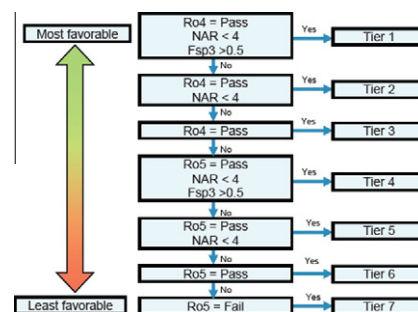 Most favorable
Ro4 = Pass
NAR < 4
Fsp3 >0.5
Yes
Tier 1
No
Ro4 = Pass
NAR < 4
Yes
Tier 2
No
Ro4 = Pass
Yes
Tier 3
No
Ro5 = Pass
NAR < 4
Fsp3 >0.5
Yes
Tier 4
No
Ro5 = Pass
NAR < 4
Yes
Tier 5
No
Ro5 = Pass
Yes
Tier 6
No
Least favorable
Ro5 = Fail
Yes
Tier 7